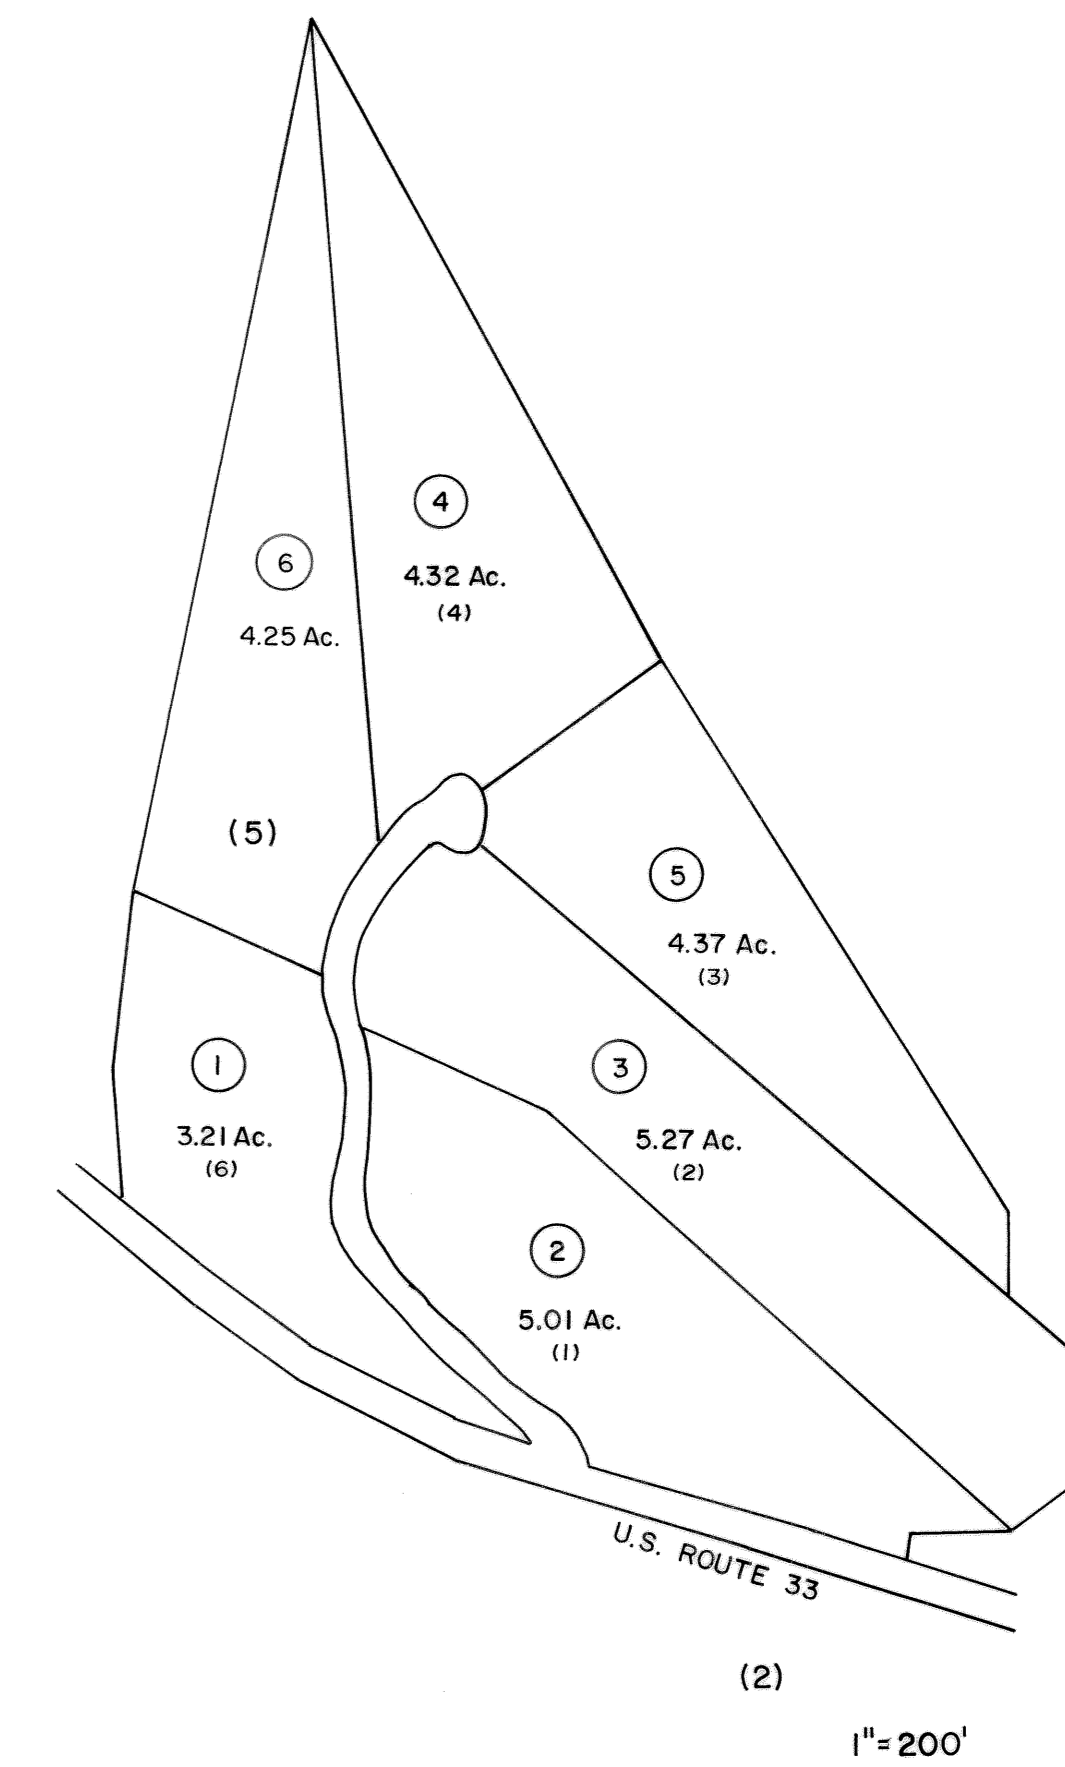 4
4.32 Ac.
(4)
6
4.25 Ac.
(5)
5
4.37 Ac.
(3)
1
3.21 Ac.
(6)
3
5.27 Ac.
(2)
2
5.01 Ac.
(1)
U.S. ROUTE 33
(2)
1"=200'